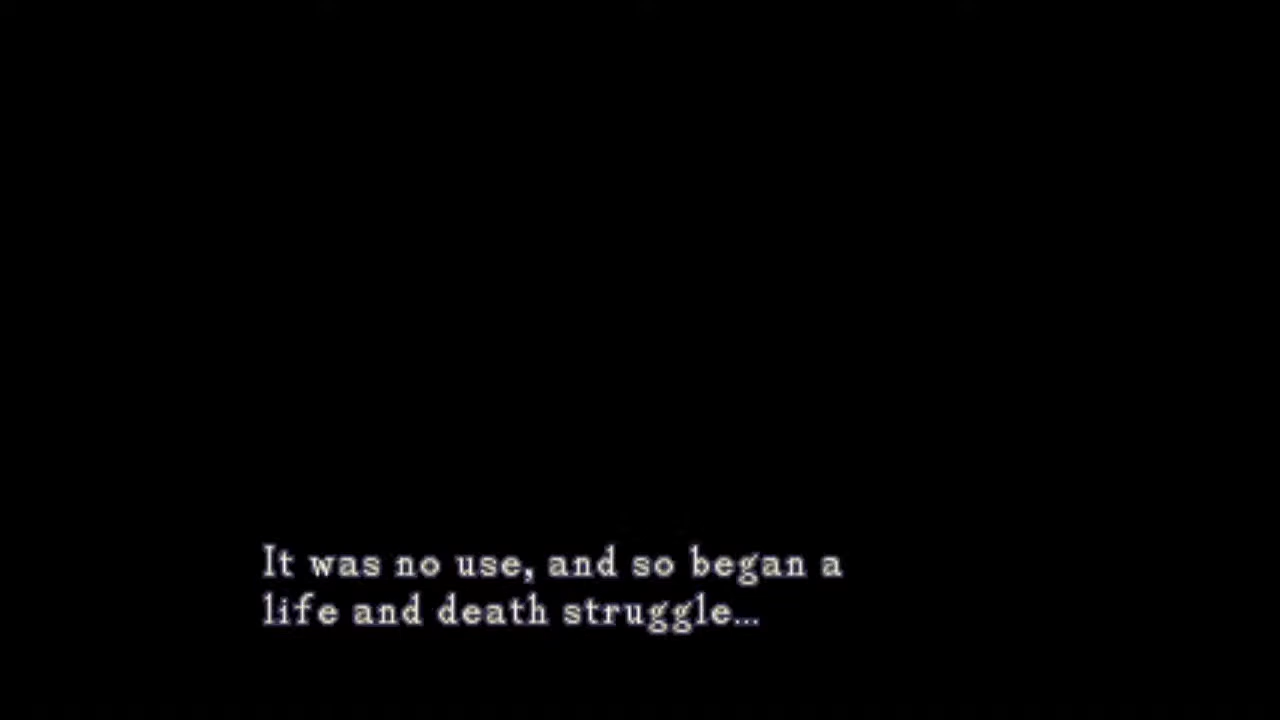 It was no use, and so began a
life and death struggle...